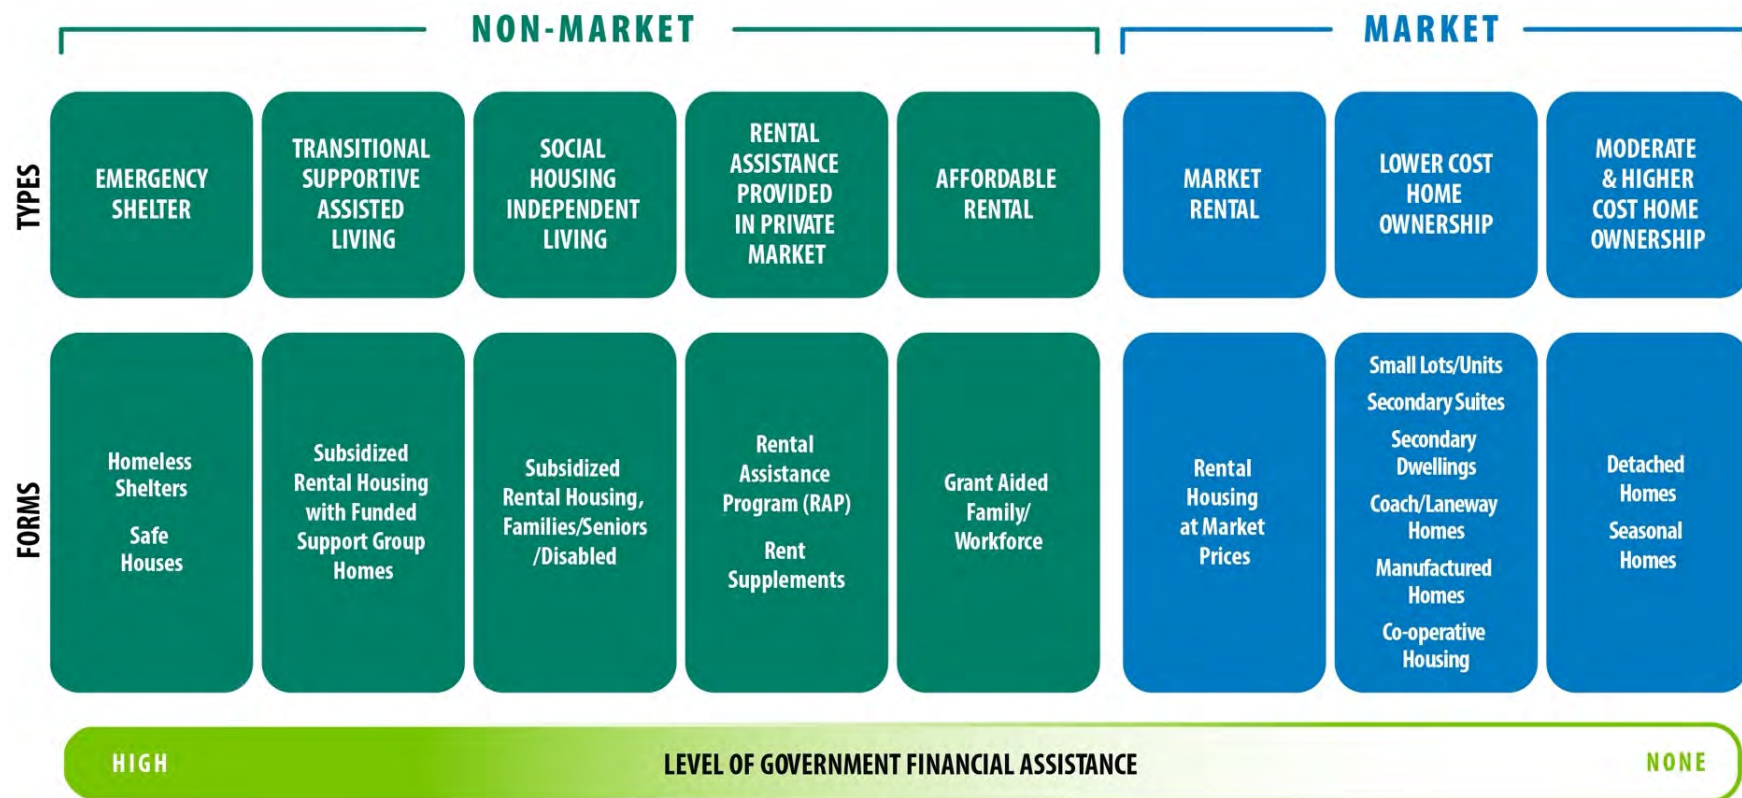 NON-MARKET
MARKET
TYPES
EMERGENCY
SHELTER
TRANSITIONAL
SUPPORTIVE
ASSISTED
LIVING
SOCIAL
HOUSING
INDEPENDENT
LIVING
RENTAL
ASSISTANCE
PROVIDED
IN PRIVATE
MARKET
AFFORDABLE
RENTAL
MARKET
RENTAL
LOWER COST
HOME
OWNERSHIP
MODERATE
& HIGHER
COST HOME
OWNERSHIP
FORMS
Homeless
Shelters
Safe
Houses
Subsidized
Rental Housing
with Funded
Support Group
Homes
Subsidized
Rental Housing,
Families/Seniors
/Disabled
Rental
Assistance
Program (RAP)
Rent
Supplements
Grant Aided
Family/
Workforce
Rental
Housing
at Market
Prices
Small Lots/Units
Secondary Suites
Secondary
Dwellings
Coach/Laneway
Homes
Manufactured
Homes
Co-operative
Housing
Detached
Homes
Seasonal
Homes
HIGH
LEVEL OF GOVERNMENT FINANCIAL ASSISTANCE
NONE